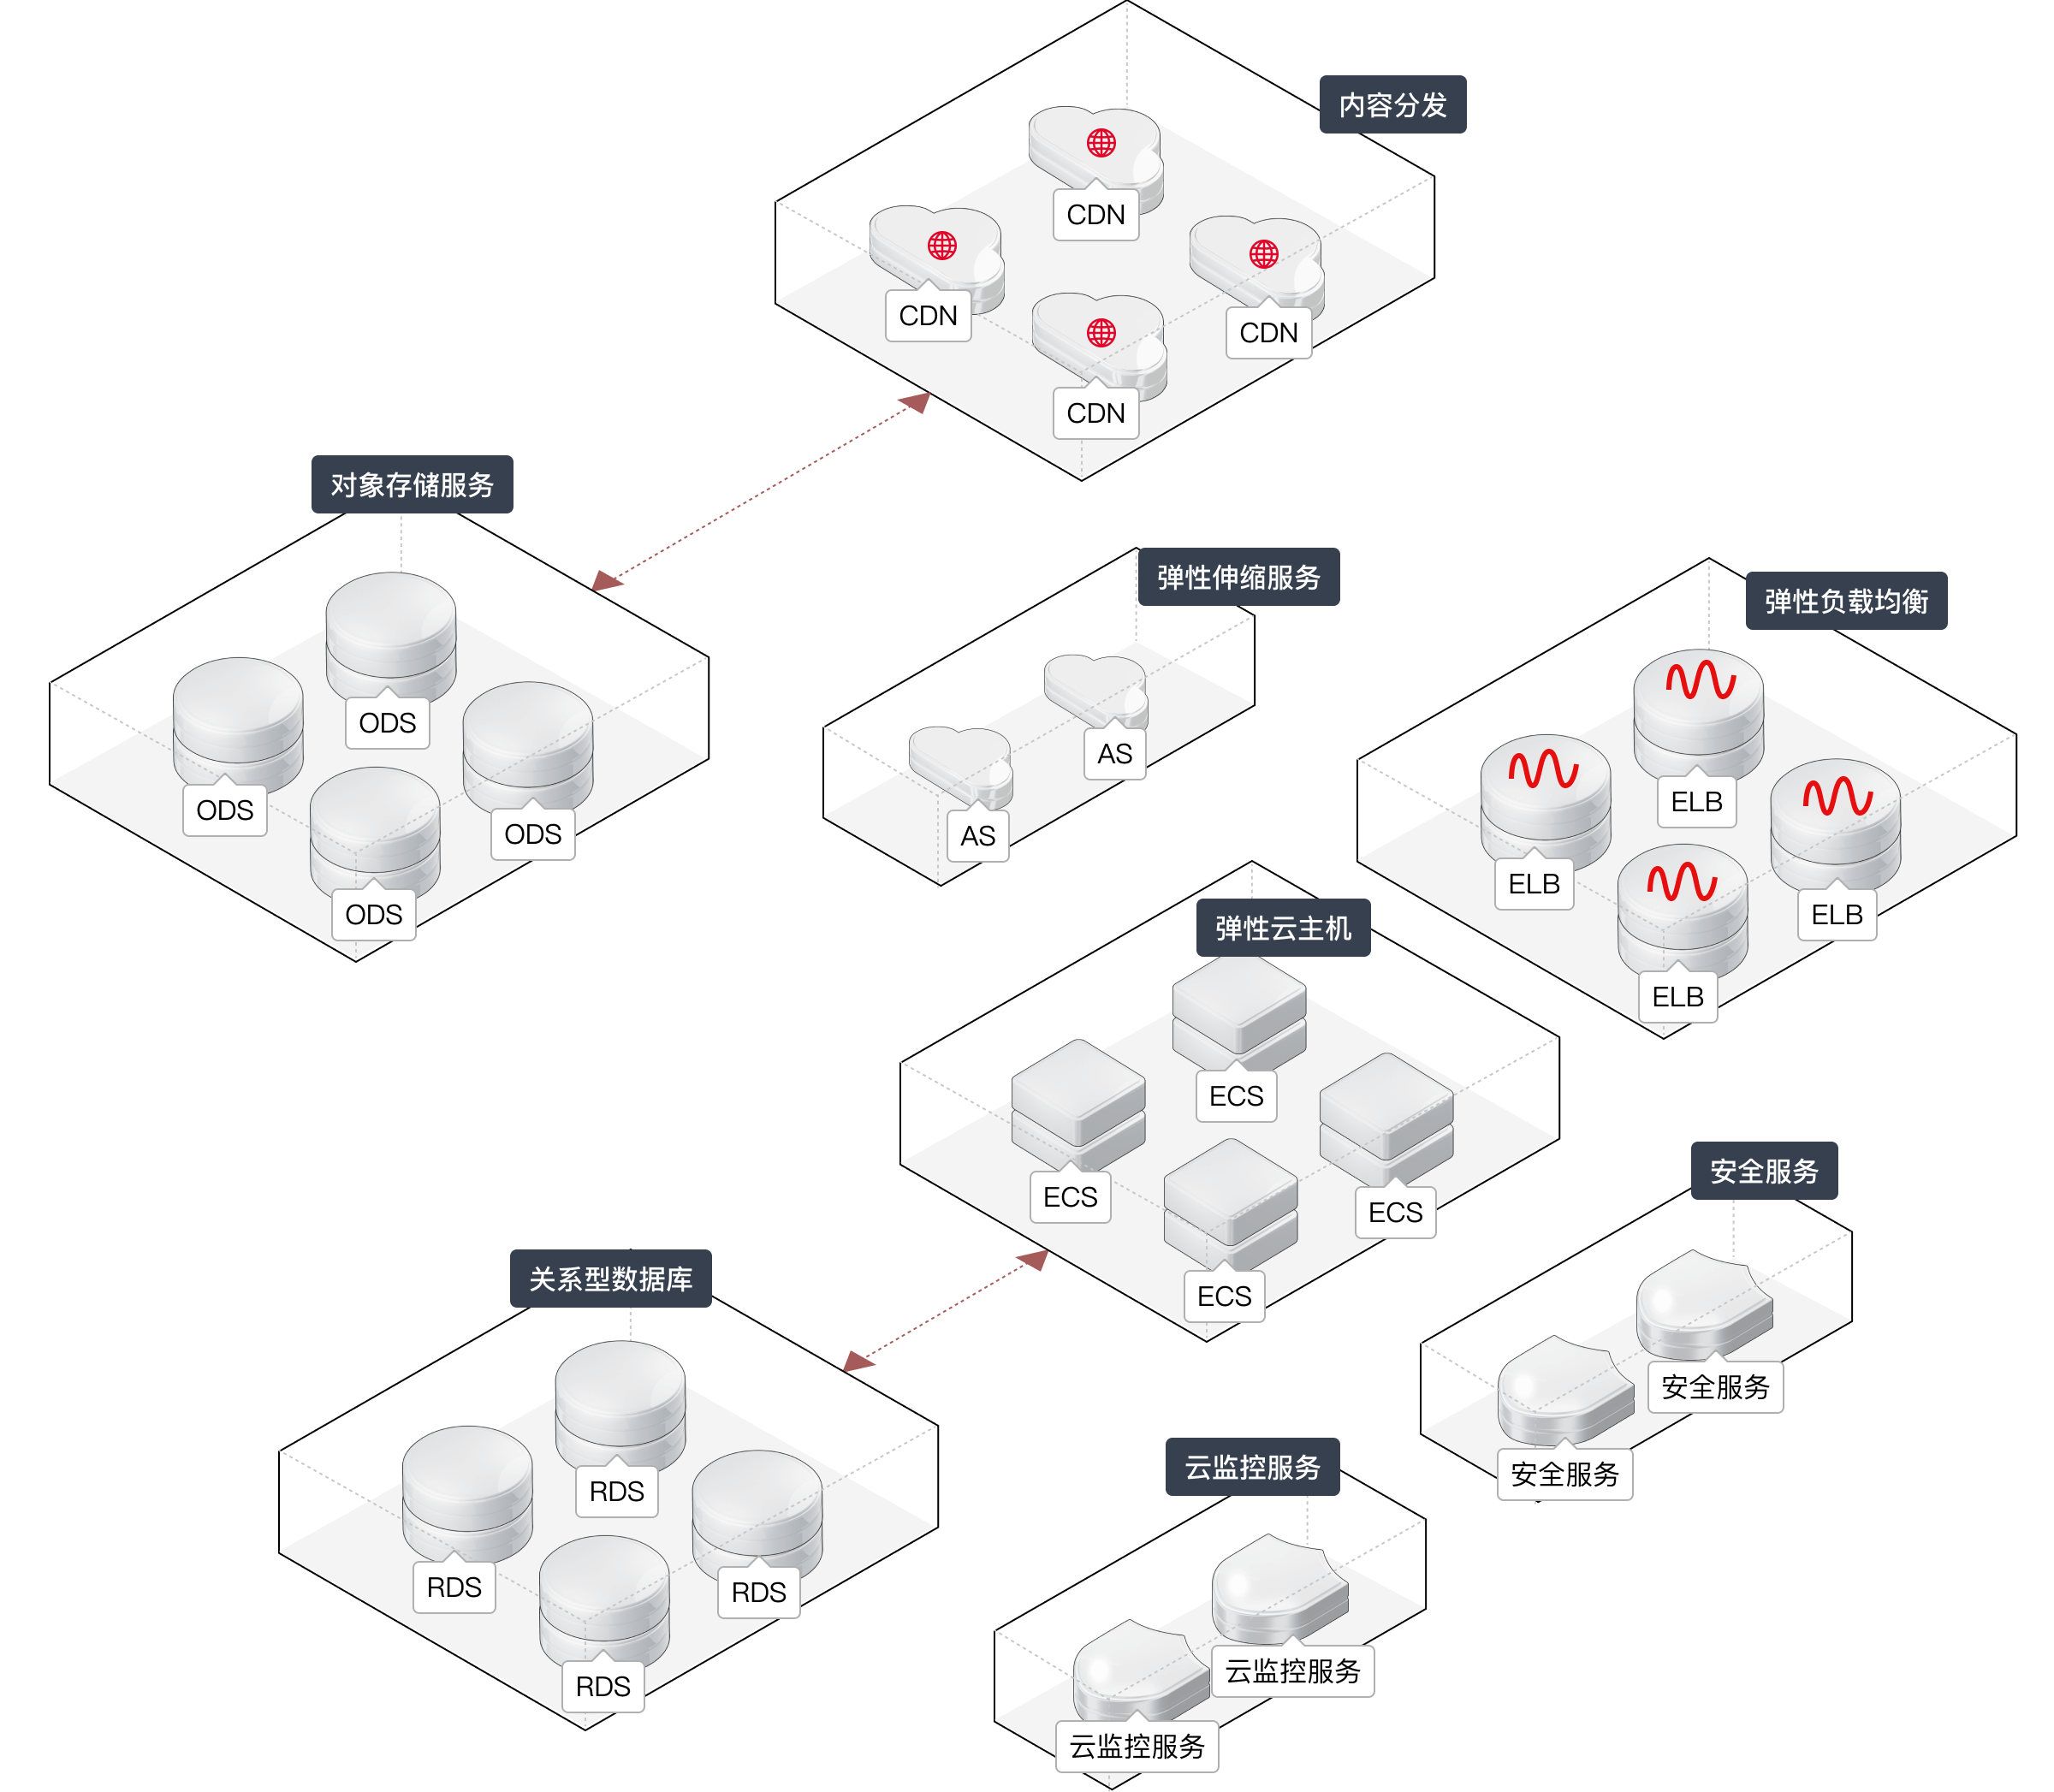 内容分发
CDN
CDN
CDN
CDN
对象存储服务
ODS
ODS
ODS
ODS
弹性伸缩服务
AS
AS
弹性负载均衡
ELB
ELB
ELB
ELB
弹性云主机
ECS
ECS
ECS
ECS
安全服务
安全服务
安全服务
关系型数据库
RDS
RDS
RDS
RDS
云监控服务
云监控服务
云监控服务